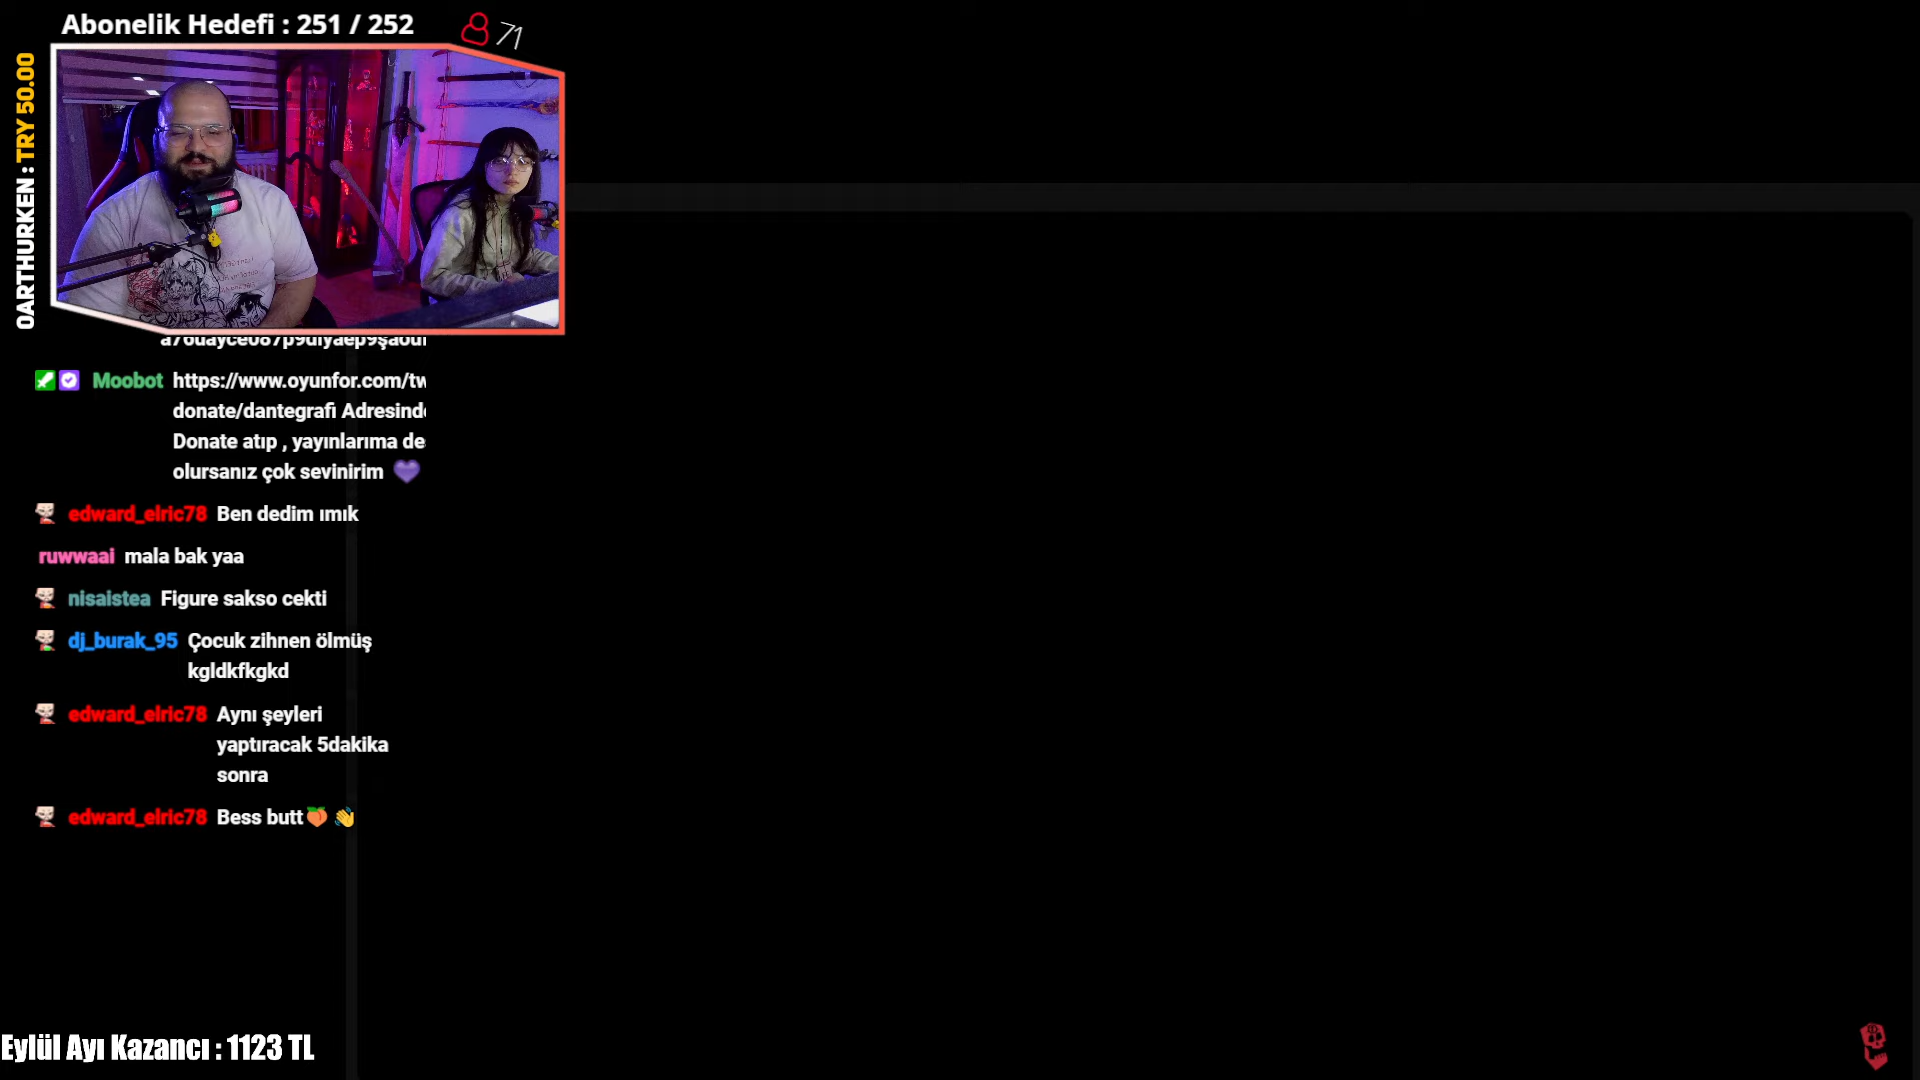 Abonelik Hedefi : 251 / 252
71
0ARTHURKEN : TRY 50.00
Moobot https://www.oyunfor.com/tw
donate/dantegrafi Adresind
Donate atıp , yayınlarıma de
olursanız çok sevinirim 💜
edward_elric78 Ben dedim ımık
ruwwaai mala bak yaa
nisaistea Figure sakso cekti
dj_burak_95 Çocuk zihnen ölmüş
kgldkfkgkd
edward_elric78 Aynı şeyleri
yaptıracak 5dakika
sonra
edward_elric78 Bess butt🍑 👋
Eylül Ayı Kazancı : 1123 TL